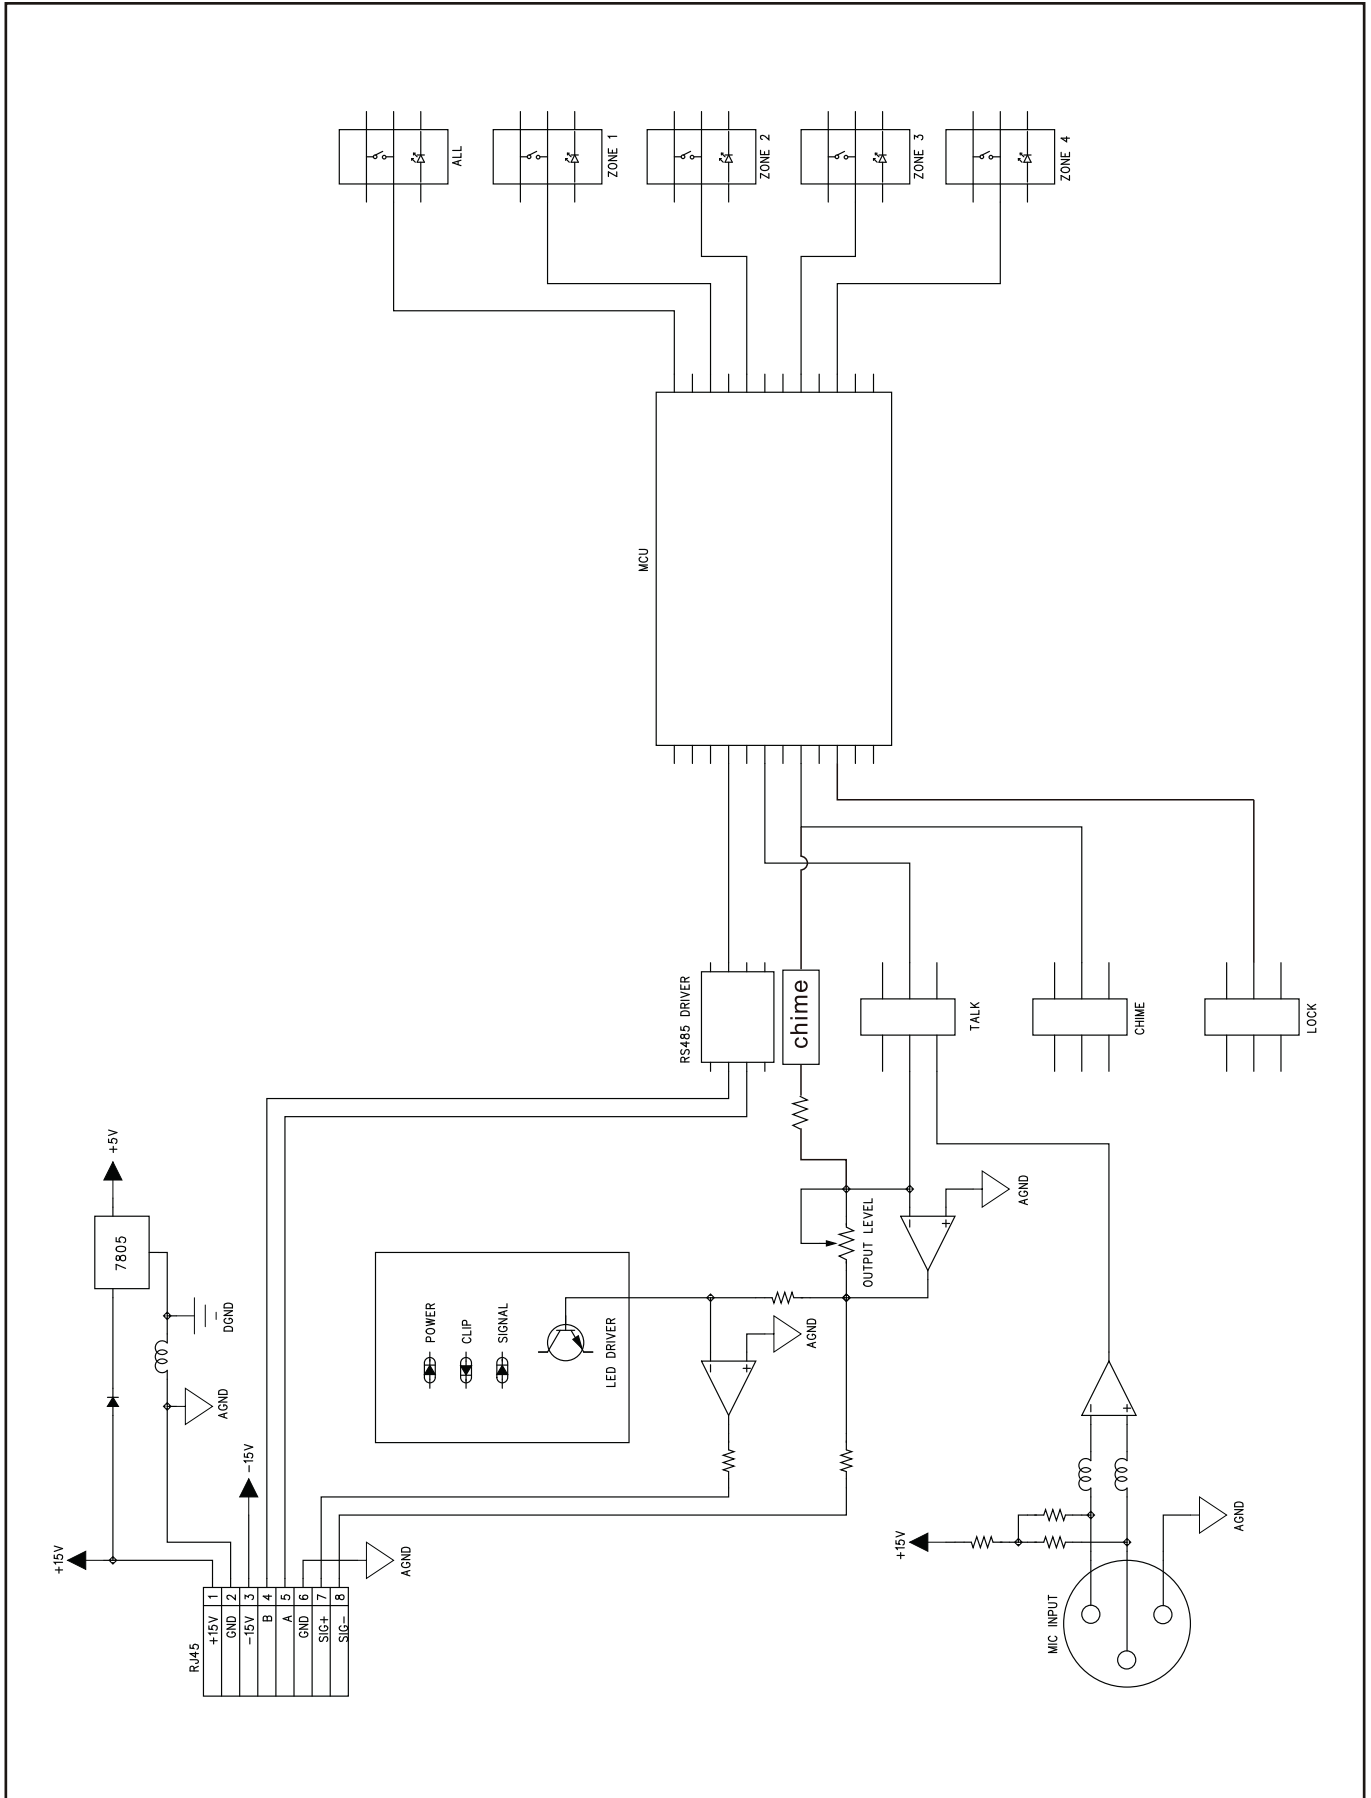 ALL
ZONE 1
ZONE 2
ZONE 3
ZONE 4
MCU
RS485 DRIVER
chime
TALK
CHIME
LOCK
+5V
7805
DGND
AGND
+15V
-15V
POWER
CLIP
SIGNAL
LED DRIVER
OUTPUT LEVEL
-
+
AGND
-
+
AGND
RJ45
+15V 1
GND 2
-15V 3
B 4
A 5
GND 6
SIG+ 7
SIG- 8
AGND
+15V
-
+
AGND
MIC INPUT